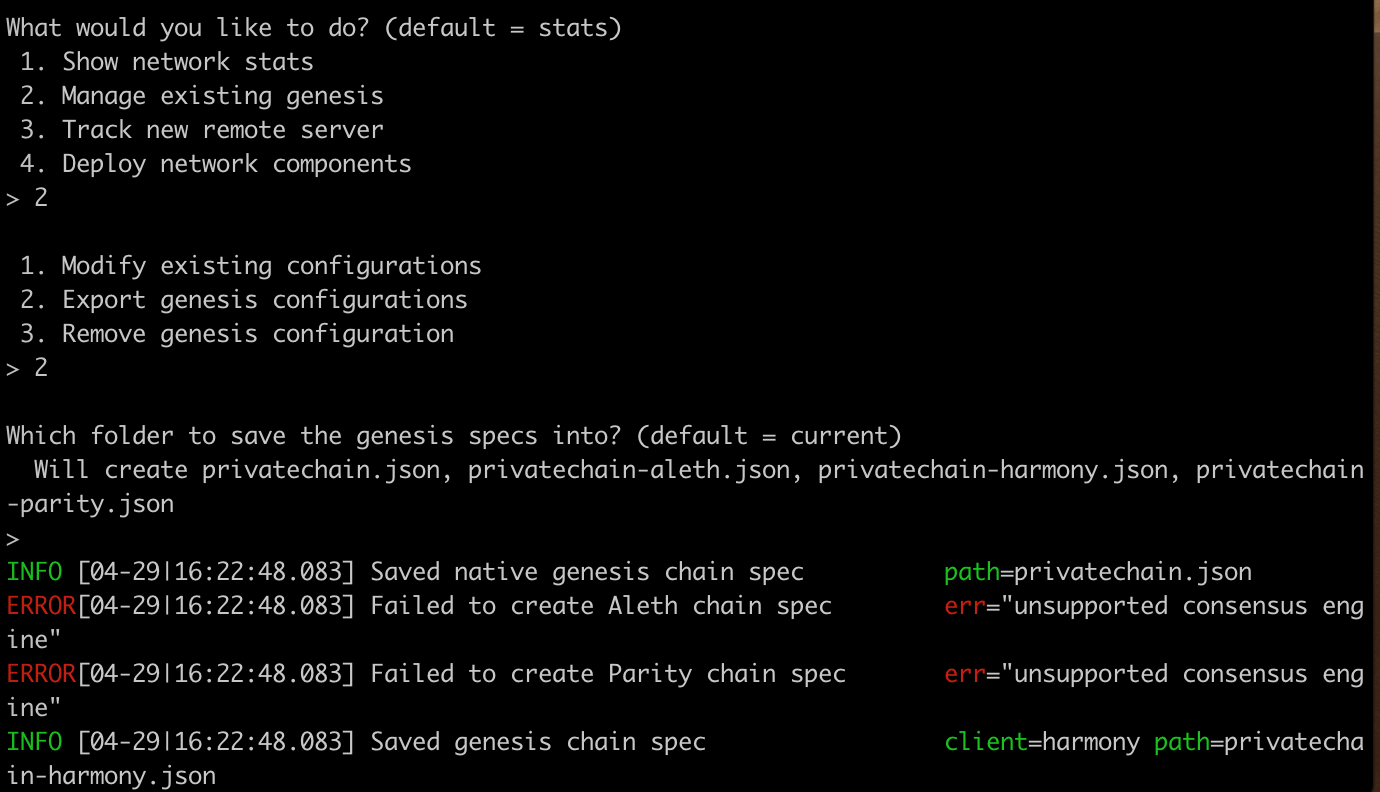 What would you like to do? (default = stats)
 1. Show network stats
 2. Manage existing genesis
 3. Track new remote server
 4. Deploy network components
> 2

 1. Modify existing configurations
 2. Export genesis configurations
 3. Remove genesis configuration
> 2

Which folder to save the genesis specs into? (default = current)
  Will create privatechain.json, privatechain-aleth.json, privatechain-harmony.json, privatechain
-parity.json
>
INFO [04-29|16:22:48.083] Saved native genesis chain spec          path=privatechain.json
ERROR[04-29|16:22:48.083] Failed to create Aleth chain spec        err="unsupported consensus eng
ine"
ERROR[04-29|16:22:48.083] Failed to create Parity chain spec       err="unsupported consensus eng
ine"
INFO [04-29|16:22:48.083] Saved genesis chain spec                 client=harmony path=privatecha
in-harmony.json